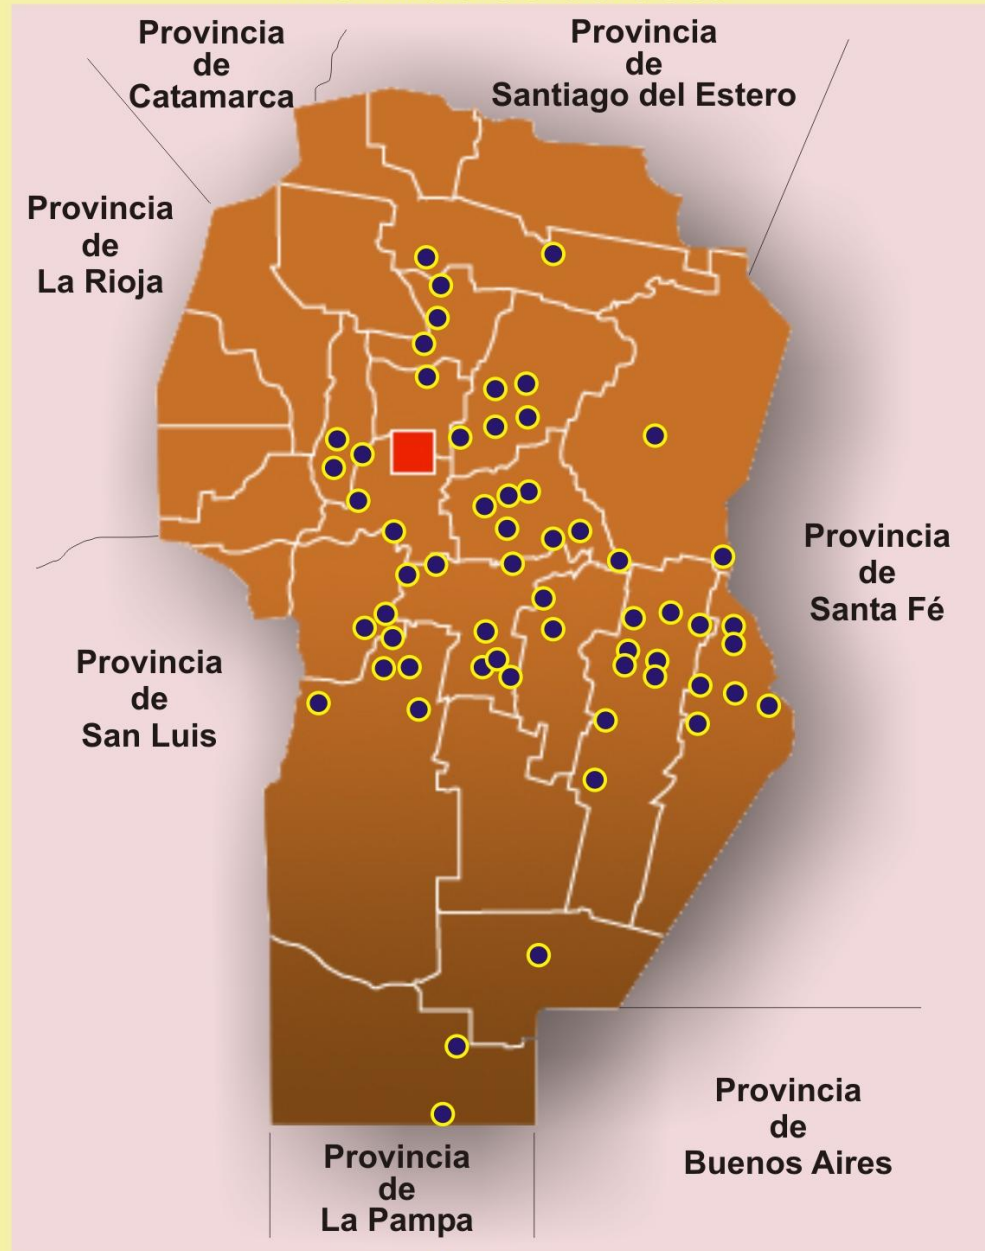 Provincia
de
Catamarca
Provincia
de
Santiago del Estero
Provincia
de
La Rioja
Provincia
de
Santa Fé
Provincia
de
San Luis
Provincia
de
Buenos Aires
Provincia
de
La Pampa